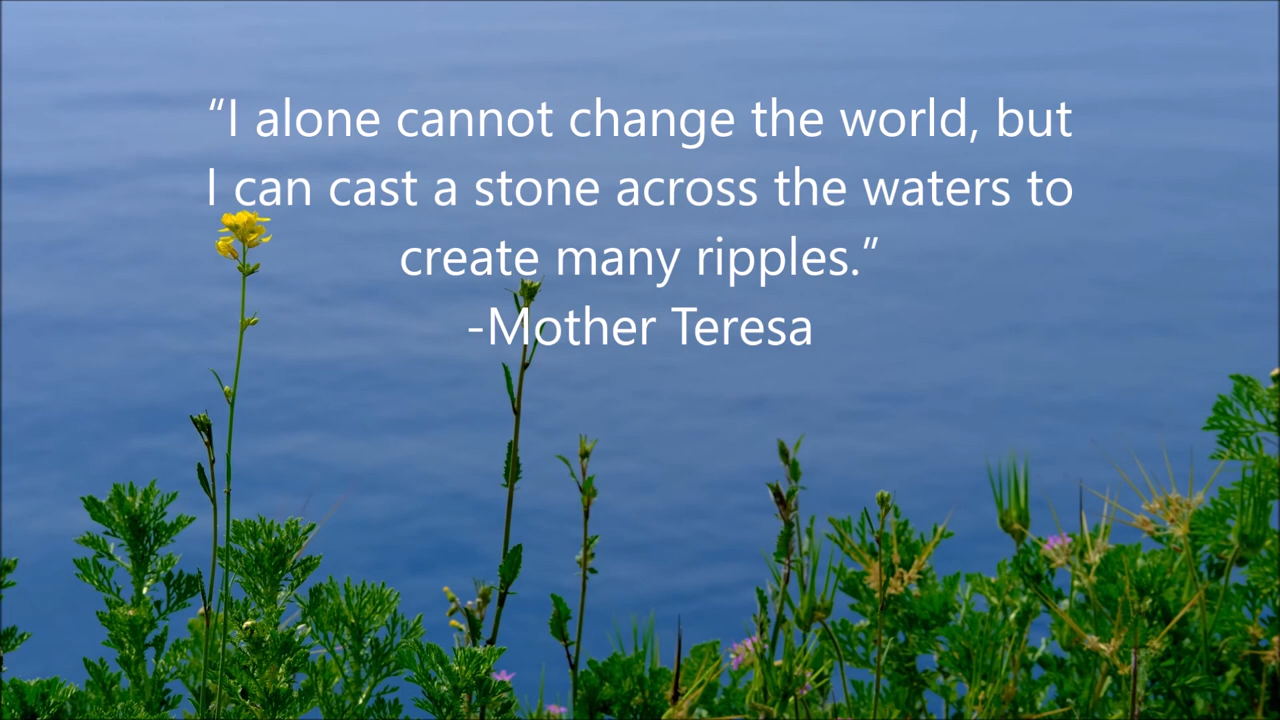 “I alone cannot change the world, but
I can cast a stone across the waters to
create many ripples.”
-Mother Teresa